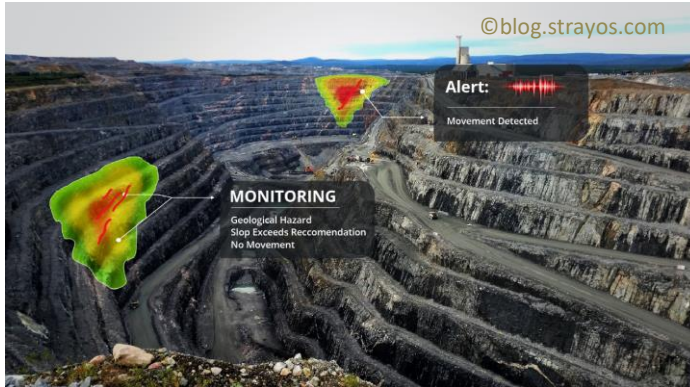 ©blog.strayos.com
Alert:
Movement Detected
MONITORING
Geological Hazard
Slop Exceeds Reccomendation
No Movement